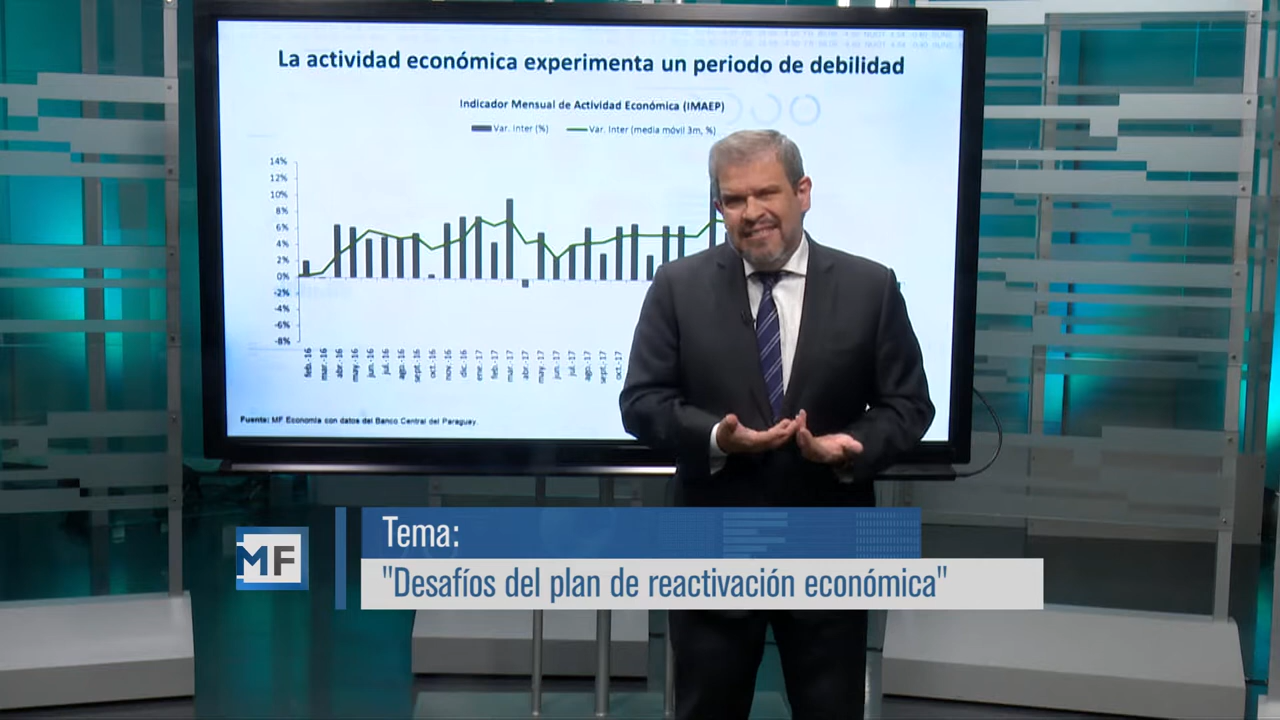 La actividad económica experimenta un periodo de debilidad
Indicador Mensual de Actividad Económica (IMAEP)
Var. Inter (%) Var. Inter (media móvil 3m, %)
14%
12%
10%
8%
6%
4%
2%
0%
-2%
-4%
-6%
-8%
feb.-16
mar.-16
abr.-16
may.-16
jun.-16
jul.-16
ago.-16
sept.-16
oct.-16
nov.-16
dic.-16
ene.-17
feb.-17
mar.-17
abr.-17
may.-17
jun.-17
jul.-17
ago.-17
sept.-17
oct.-17
Fuente: MF Economía con datos del Banco Central del Paraguay.
MF
Tema:
"Desafíos del plan de reactivación económica"